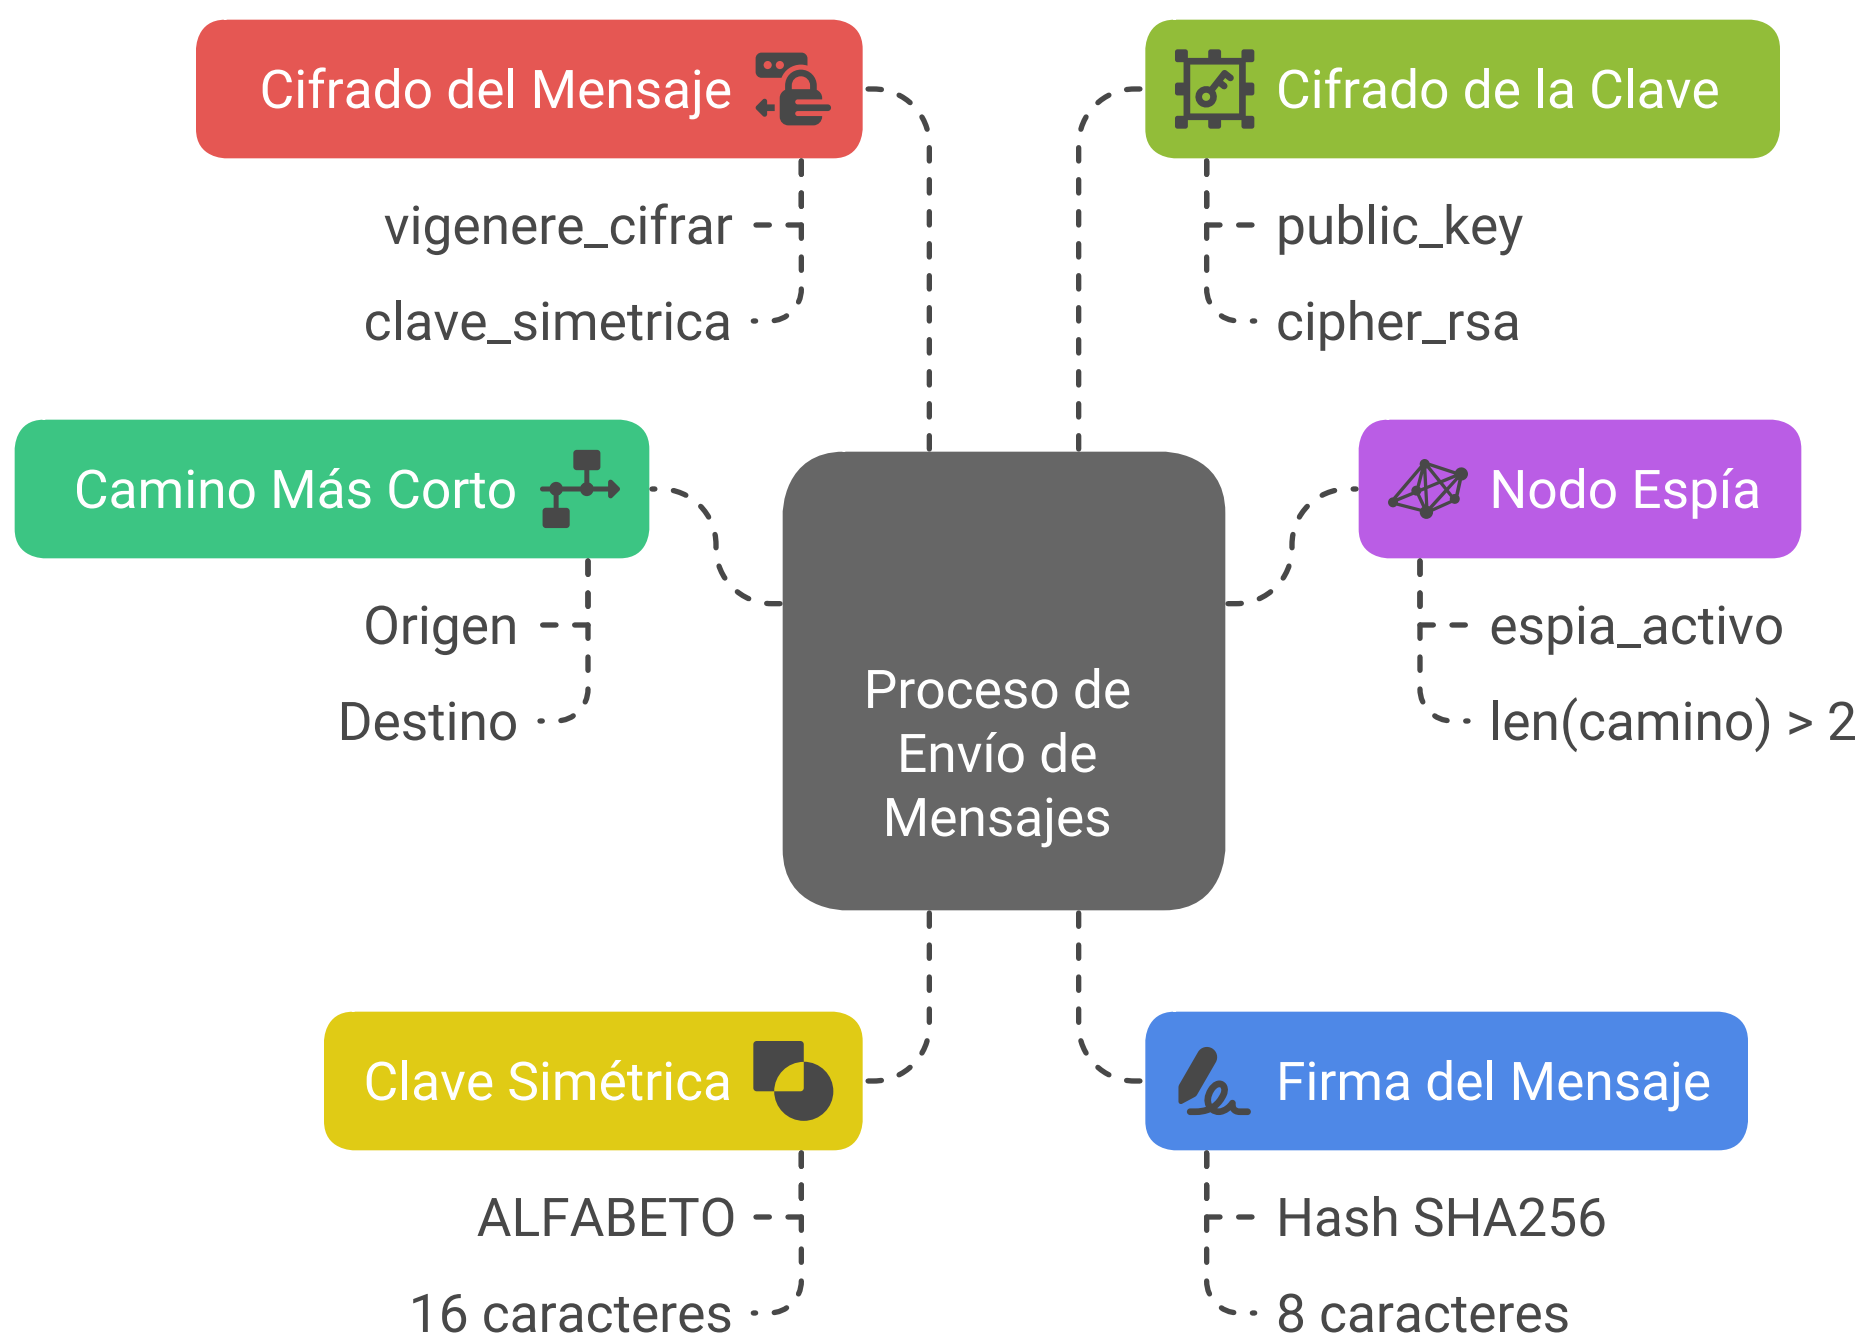 Cifrado del Mensaje
vigenere_cifrar
clave_simetrica
Cifrado de la Clave
public_key
cipher_rsa
Camino Más Corto
Origen
Destino
Nodo Espía
espia_activo
len(camino) > 2
Proceso de
Envío de
Mensajes
Clave Simétrica
ALFABETO
16 caracteres
Firma del Mensaje
Hash SHA256
8 caracteres